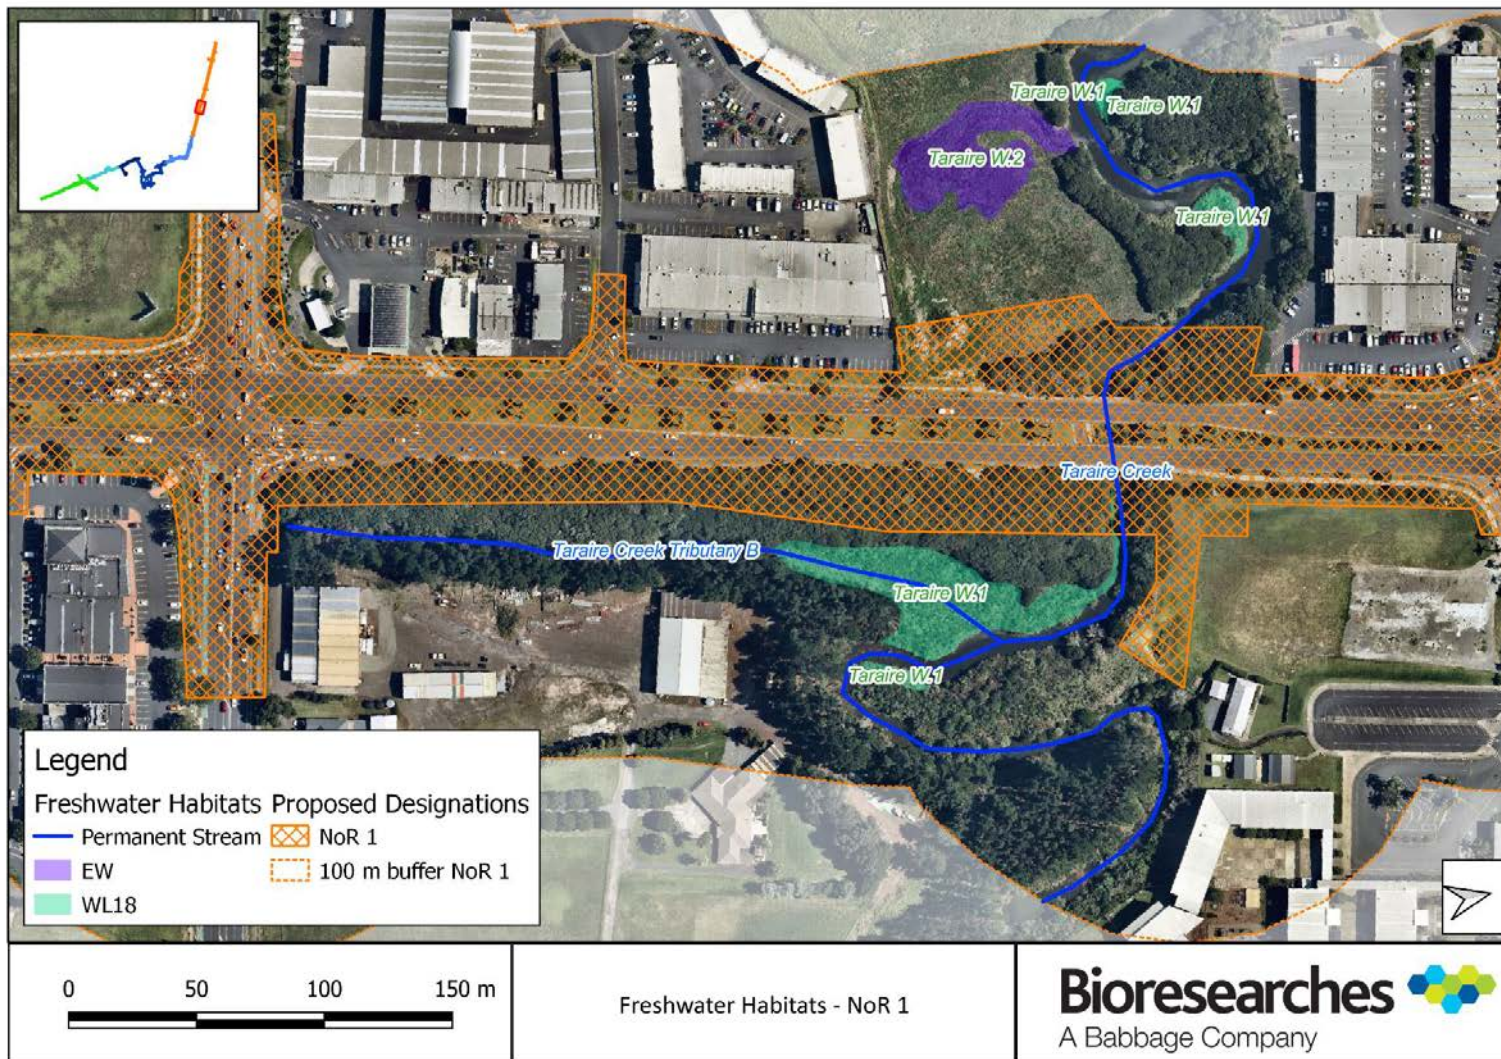 Taraire W.1
Taraire W.1
Taraire W.2
Taraire W.1
Taraire Creek
Taraire Creek Tributary B
Taraire W.1
Taraire W.1
Legend
Freshwater Habitats
Permanent Stream
EW
WL18
Proposed Designations
NoR 1
100 m buffer NoR 1
0 50 100 150 m
Freshwater Habitats - NoR 1
Bioresearches
A Babbage Company